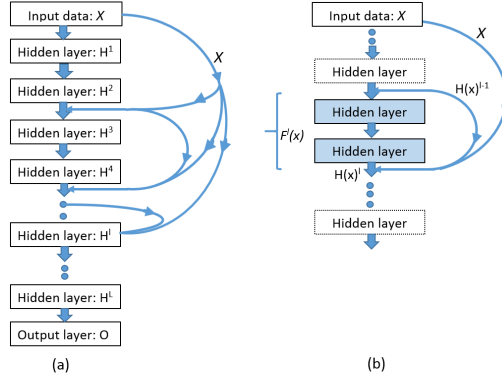 Input data: X
Hidden layer: H¹
X
Hidden layer: H²
Hidden layer: H³
Hidden layer: H⁴
Hidden layer: Hˡ
Hidden layer: Hᴸ
Output layer: O
(a)
Input data: X
X
Hidden layer
H(x)ˡ⁻¹
Hidden layer
Fˡ(x)
Hidden layer
H(x)ˡ
Hidden layer
(b)